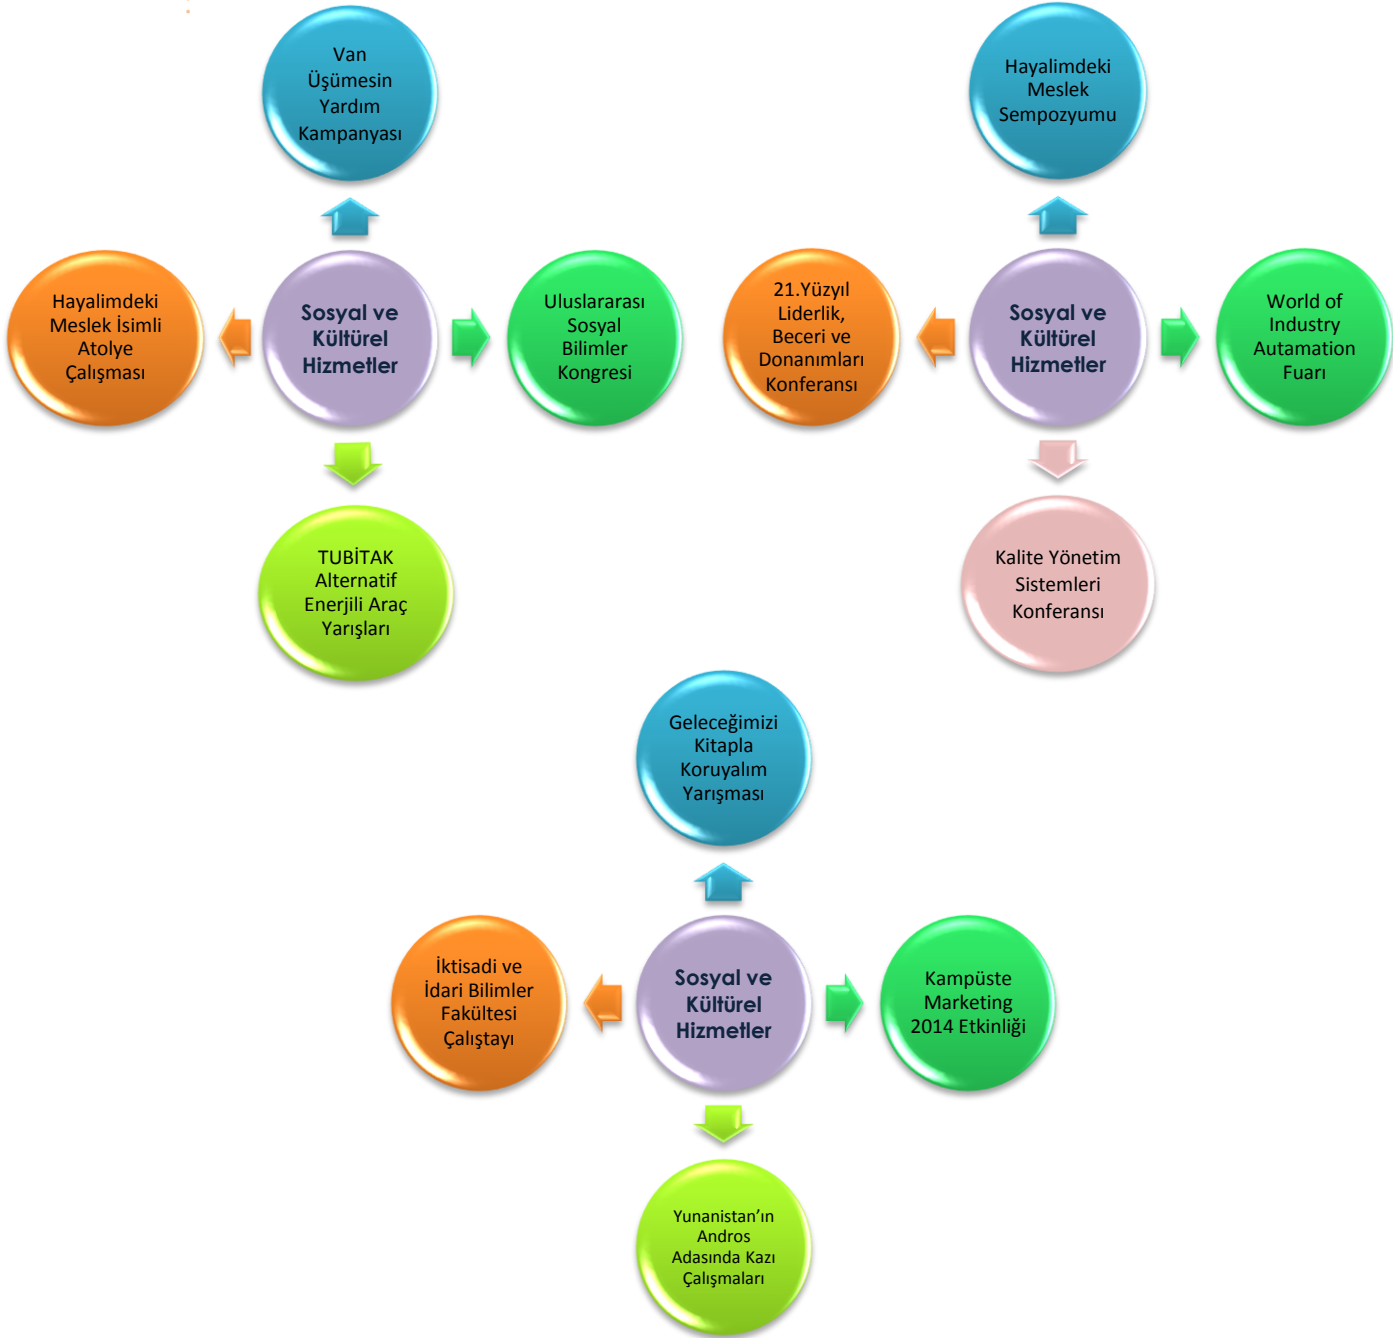 Van
Üşümesin
Yardım
Kampanyası
Hayalimdeki
Meslek İsimli
Atolye
Çalışması
Sosyal ve
Kültürel
Hizmetler
Uluslararası
Sosyal
Bilimler
Kongresi
TUBİTAK
Alternatif
Enerjili Araç
Yarışları
Hayalimdeki
Meslek
Sempozyumu
21.Yüzyıl
Liderlik,
Beceri ve
Donanımları
Konferansı
Sosyal ve
Kültürel
Hizmetler
World of
Industry
Autamation
Fuarı
Kalite Yönetim
Sistemleri
Konferansı
Geleceğimizi
Kitapla
Koruyalım
Yarışması
İktisadi ve
İdari Bilimler
Fakültesi
Çalıştayı
Sosyal ve
Kültürel
Hizmetler
Kampüste
Marketing
2014 Etkinliği
Yunanistan’ın
Andros
Adasında Kazı
Çalışmaları